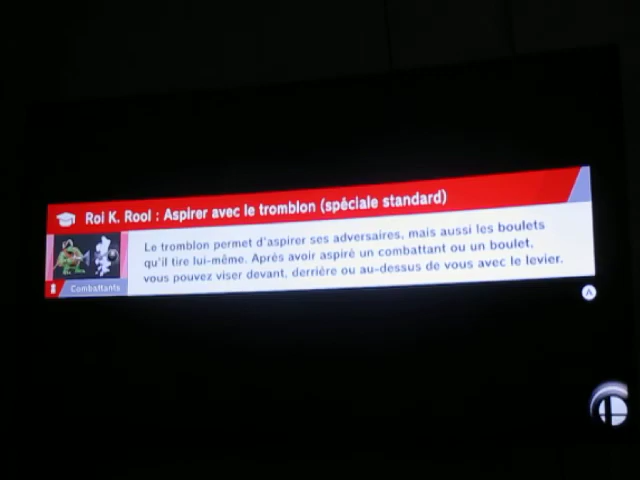 Roi K. Rool : Aspirer avec le tromblon (spéciale standard)
Le tromblon permet d'aspirer ses adversaires, mais aussi les boulets
qu'il tire lui-même. Après avoir aspiré un combattant ou un boulet,
vous pouvez viser devant, derrière ou au-dessus de vous avec le levier.
Combattants
A